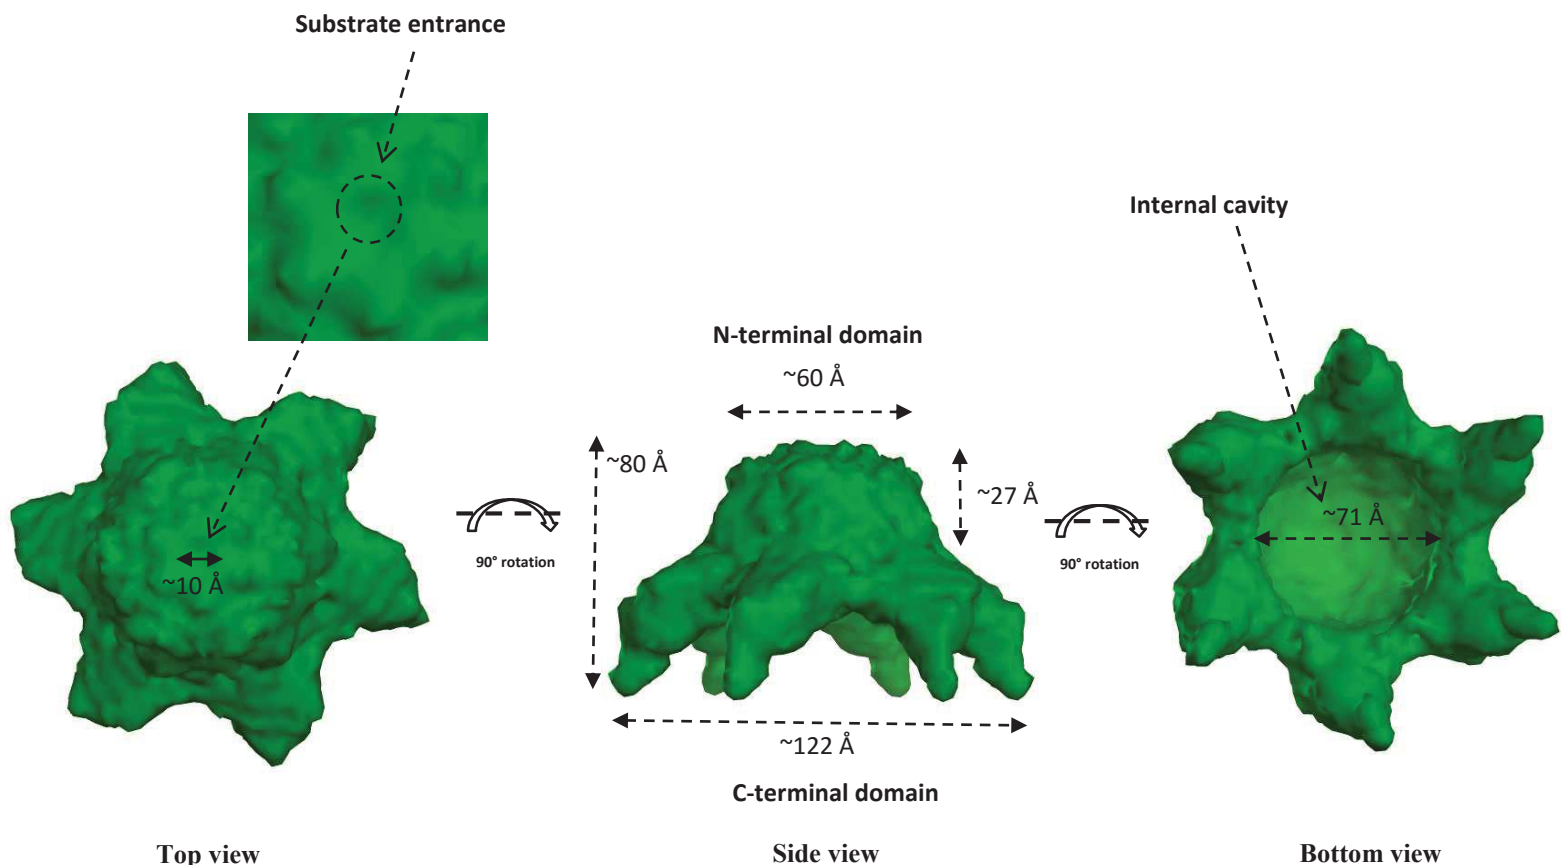 Substrate entrance
Internal cavity
N-terminal domain
~60 Å
~80 Å
~27 Å
~71 Å
90° rotation
90° rotation
~10 Å
~122 Å
C-terminal domain
Top view
Side view
Bottom view